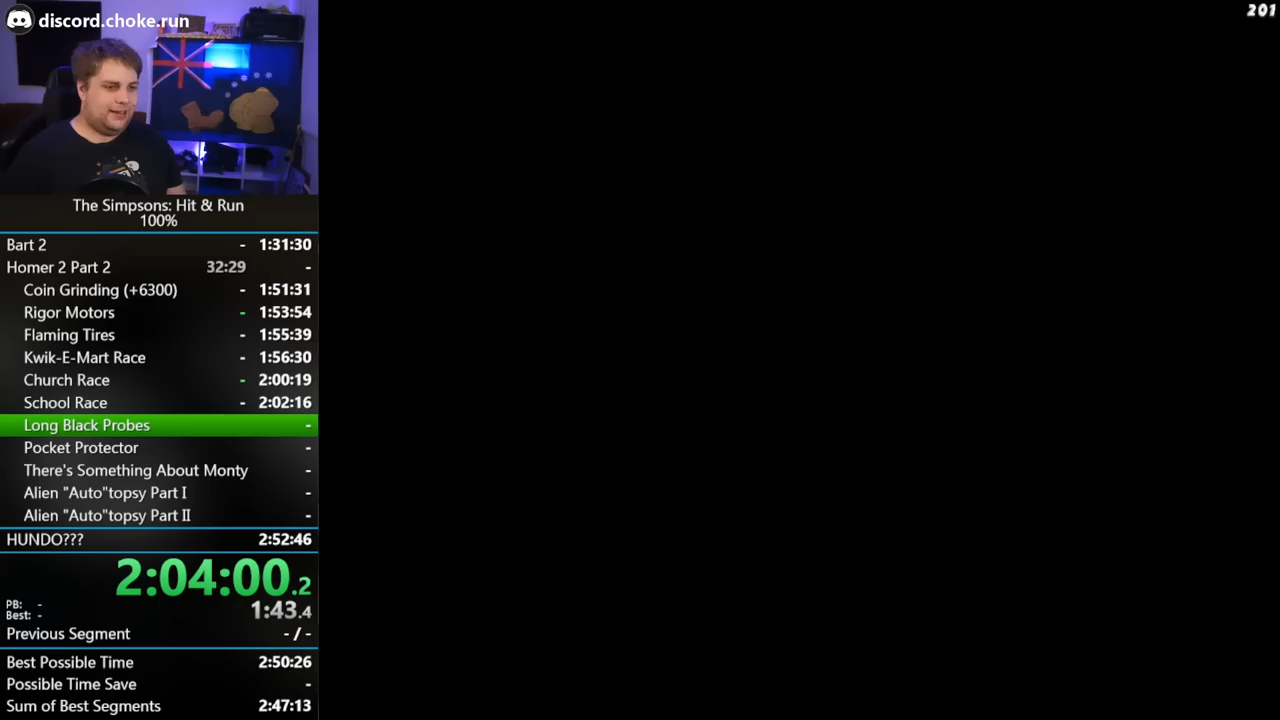 discord.choke.run
201
The Simpsons: Hit & Run
100%
Bart 2 - 1:31:30
Homer 2 Part 2 32:29 -
Coin Grinding (+6300) - 1:51:31
Rigor Motors - 1:53:54
Flaming Tires - 1:55:39
Kwik-E-Mart Race - 1:56:30
Church Race - 2:00:19
School Race - 2:02:16
Long Black Probes -
Pocket Protector -
There's Something About Monty -
Alien "Auto"topsy Part I -
Alien "Auto"topsy Part II -
HUNDO??? 2:52:46
2:04:00.2
PB: -
Best: -
1:43.4
Previous Segment - / -
Best Possible Time 2:50:26
Possible Time Save -
Sum of Best Segments 2:47:13